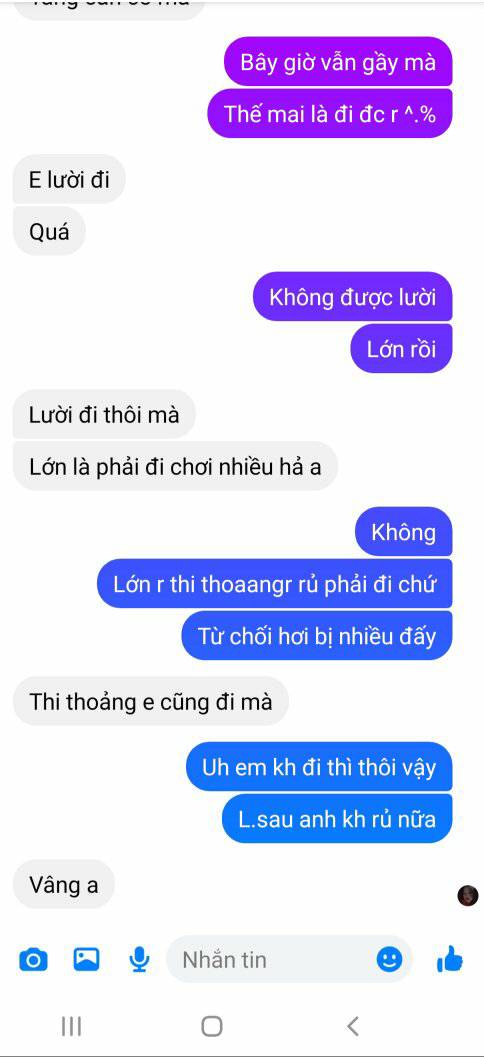 Bây giờ vẫn gầy mà
Thế mai là đi đc r ^.%
E lười đi
Quá
Không được lười
Lớn rồi
Lười đi thôi mà
Lớn là phải đi chơi nhiều hả a
Không
Lớn r thi thoaangr rủ phải đi chứ
Từ chối hơi bị nhiều đấy
Thi thoảng e cũng đi mà
Uh em kh đi thì thôi vậy
L.sau anh kh rủ nữa
Vâng a
Nhắn tin